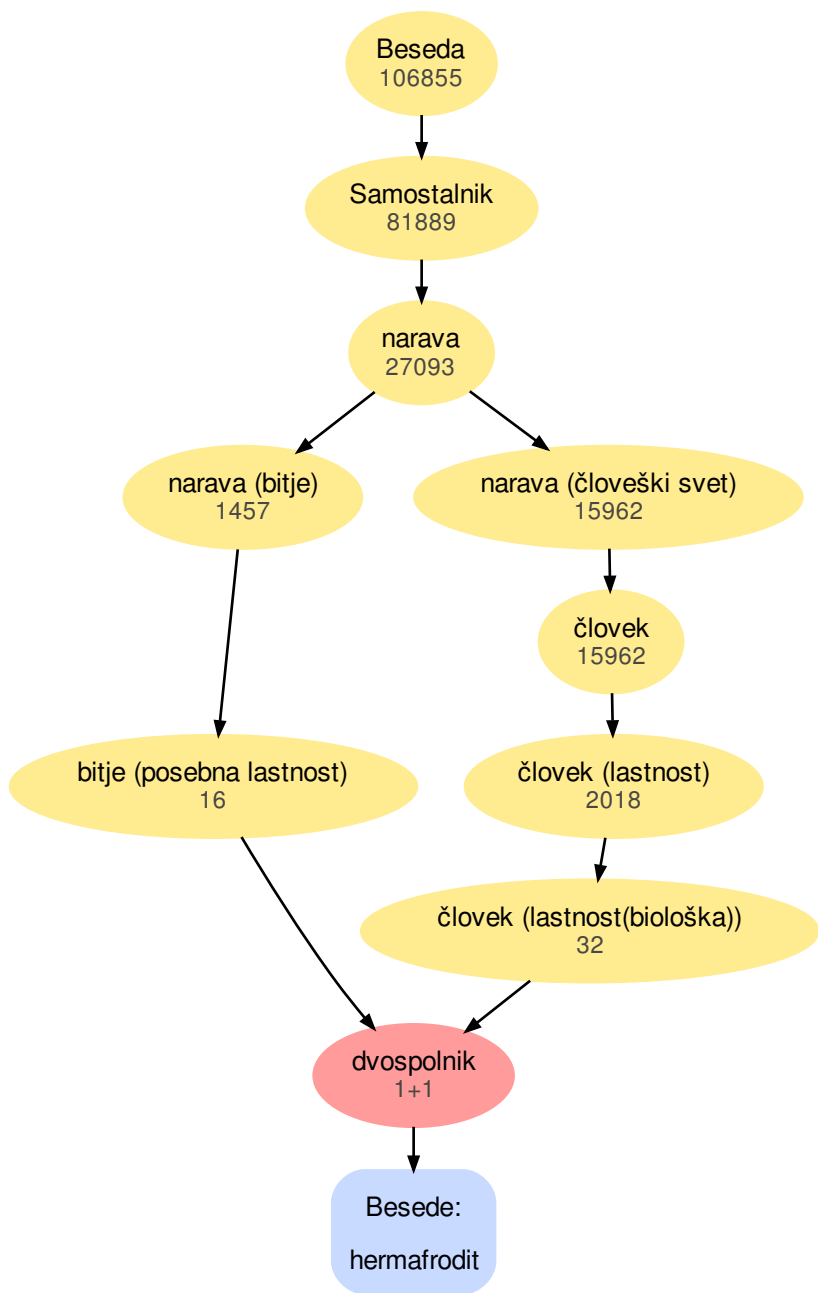 Beseda
106855
Samostalnik
81889
narava
27093
narava (bitje)
1457
narava (človeški svet)
15962
človek
15962
bitje (posebna lastnost)
16
človek (lastnost)
2018
človek (lastnost(biološka))
32
dvospolnik
1+1
Besede:
hermafrodit